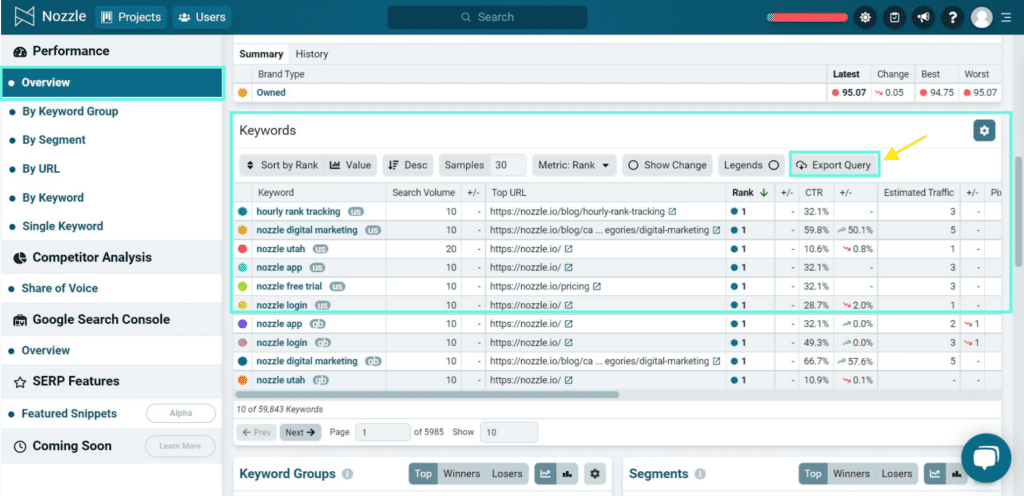 Nozzle Projects Users Search ?
Performance
Overview
By Keyword Group
By Segment
By URL
By Keyword
Single Keyword
Competitor Analysis
Share of Voice
Google Search Console
Overview
SERP Features
Featured Snippets Alpha
Coming Soon Learn More
Summary History
Brand Type Latest Change Best Worst
Owned 95.07 0.05 94.75 95.07
Keywords
Sort by Rank Value Desc Samples 30 Metric: Rank Show Change Legends Export Query
Keyword Search Volume +/- Top URL Rank +/- CTR +/- Estimated Traffic +/- Pix
hourly rank tracking us 10 - https://nozzle.io/blog/hourly-rank-tracking 1 - 32.1% - 3 -
nozzle digital marketing us 10 - https://nozzle.io/blog/ca ... egories/digital-marketing 1 - 59.8% 50.1% 5 -
nozzle utah us 20 - https://nozzle.io/ 1 - 10.6% 0.8% 1 -
nozzle app us 10 - https://nozzle.io/ 1 - 32.1% - 3 -
nozzle free trial us 10 - https://nozzle.io/pricing 1 - 32.1% - 3 -
nozzle login us 10 - https://nozzle.io/ 1 - 28.7% 2.0% 1 -
nozzle app gb 10 - https://nozzle.io/ 1 - 32.1% 0.0% 2 1
nozzle login gb 10 - https://nozzle.io/ 1 - 49.3% 0.0% 3 1
nozzle digital marketing gb 10 - https://nozzle.io/blog/ca ... egories/digital-marketing 1 - 66.7% 57.6% 5 -
nozzle utah gb 10 - https://nozzle.io/ 1 - 10.9% 0.1% - -
10 of 59,843 Keywords
Prev Next Page 1 of 5985 Show 10
Keyword Groups Top Winners Losers Segments Top Winners Losers